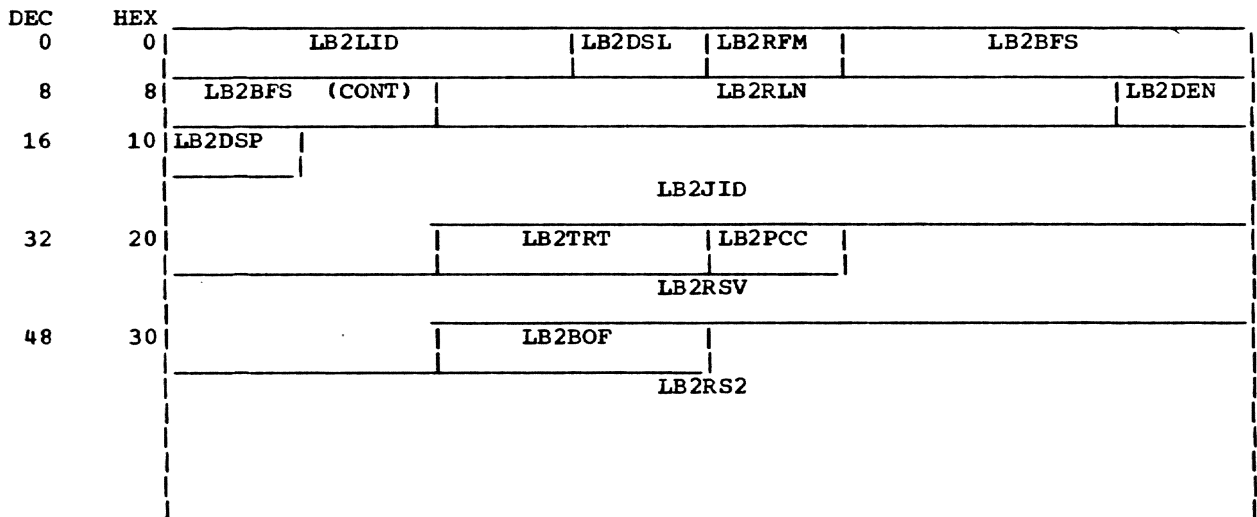 DEC HEX
0 0 LB2LID LB2DSL LB2RFM LB2BFS
8 8 LB2BFS (CONT) LB2RLN LB2DEN
16 10 LB2DSP
LB2JID
32 20 LB2TRT LB2PCC
LB2RSV
48 30 LB2BOF
LB2RS2